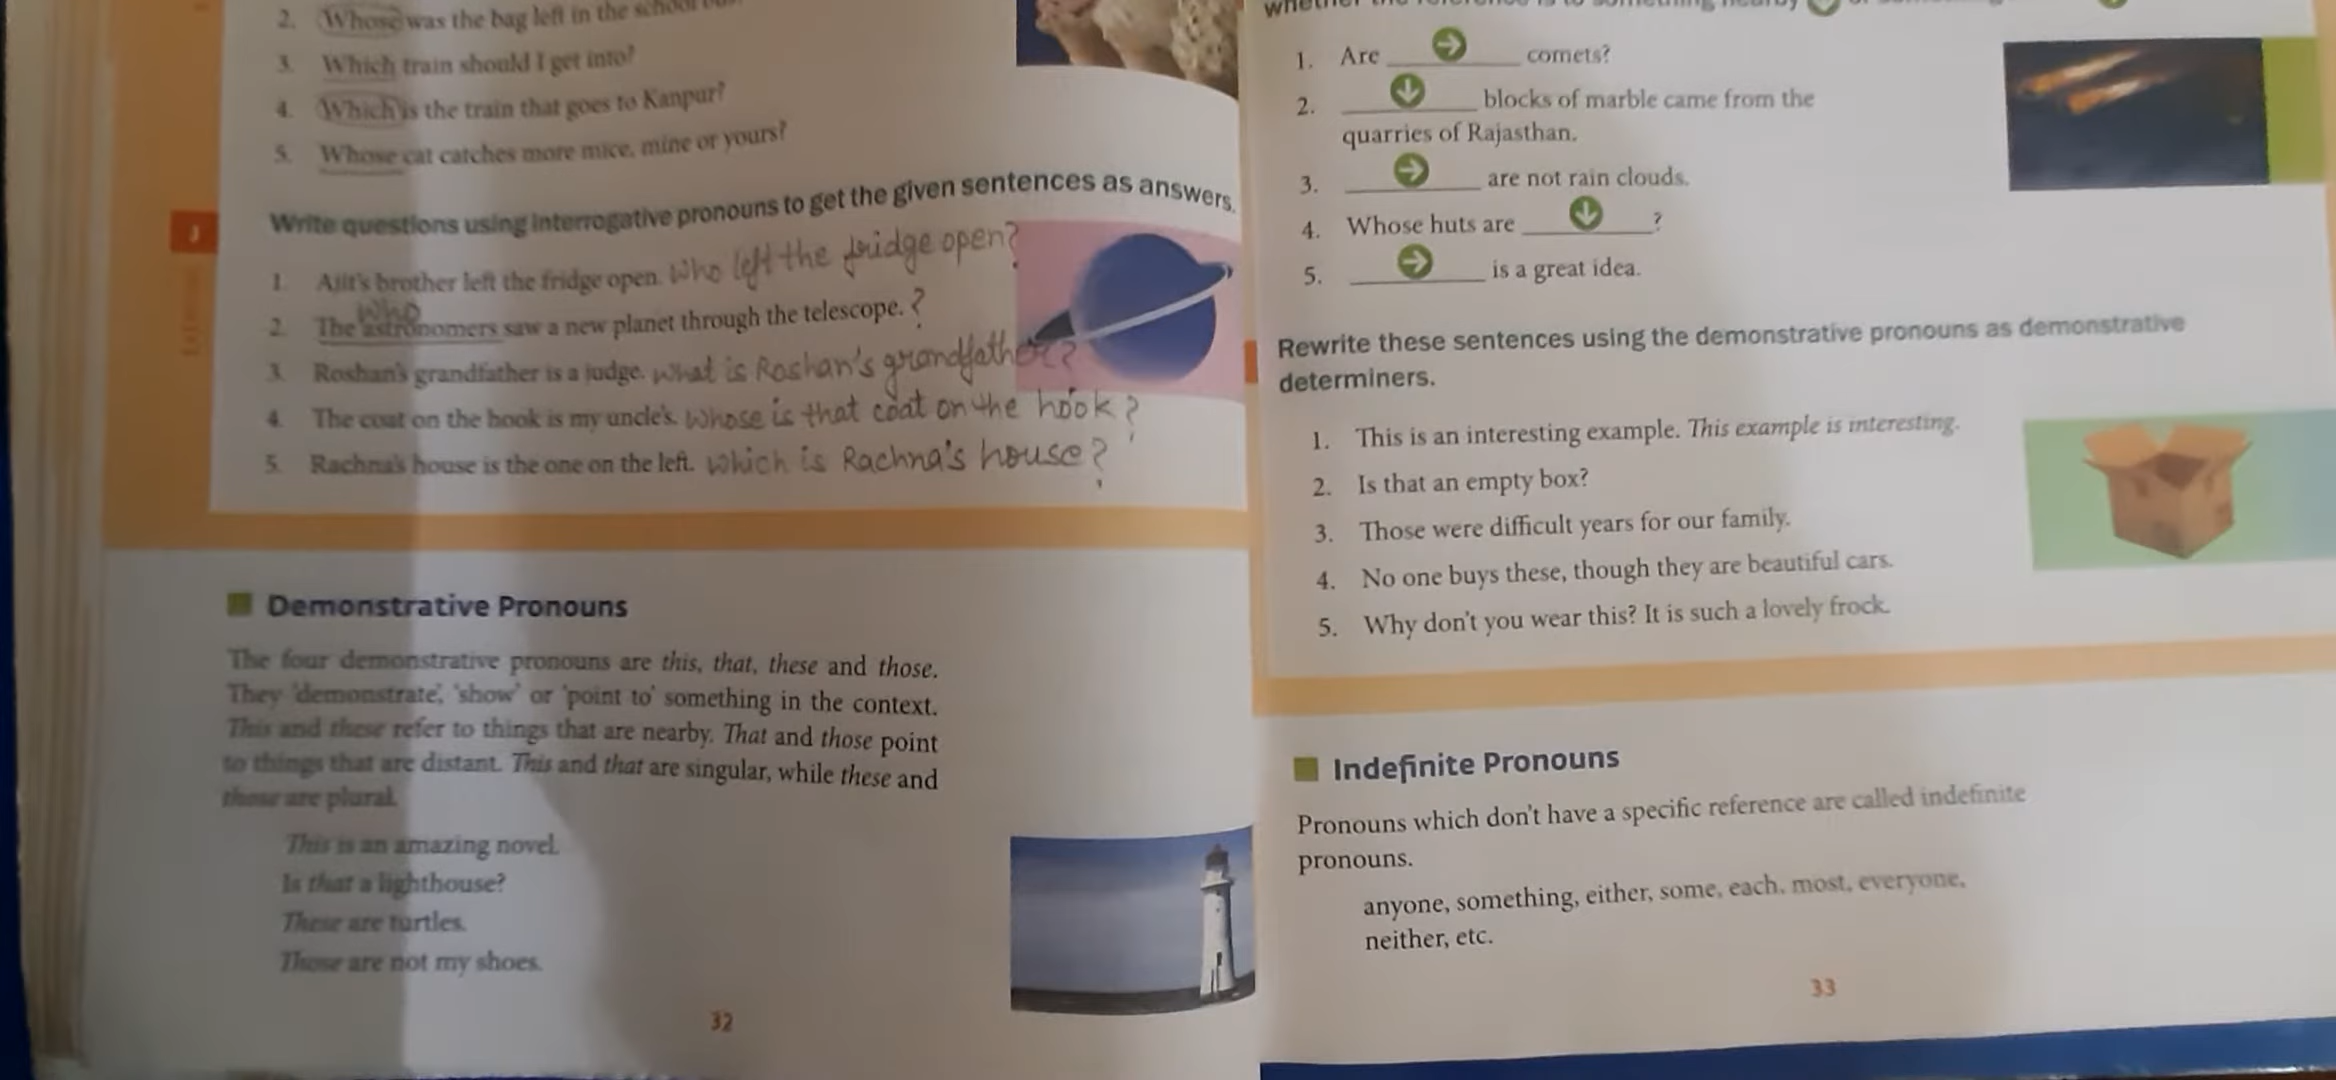 2. Whose was the bag left in the school
3. Which train should I get into?
4. Which is the train that goes to Kanpur?
5. Whose cat catches more mice, mine or yours?
J
Write questions using interrogative pronouns to get the given sentences as answers.
1. Ajit's brother left the fridge open. Who left the fridge open?
who
2. The astronomers saw a new planet through the telescope. ?
3. Roshan's grandfather is a judge. What is Roshan's grandfather?
4. The coat on the hook is my uncle's. Whose is that coat on the hook?
5. Rachna's house is the one on the left. Which is Rachna's house?
Demonstrative Pronouns
The four demonstrative pronouns are this, that, these and those.
They 'demonstrate', 'show' or 'point to' something in the context.
This and these refer to things that are nearby. That and those point
to things that are distant. This and that are singular, while these and
those are plural.
This is an amazing novel.
Is that a lighthouse?
These are turtles.
Those are not my shoes.
32
whether the reference is to something nearby
1. Are ______ comets?
2. ______ blocks of marble came from the
quarries of Rajasthan.
3. ______ are not rain clouds.
4. Whose huts are ______?
5. ______ is a great idea.
Rewrite these sentences using the demonstrative pronouns as demonstrative
determiners.
1. This is an interesting example. This example is interesting.
2. Is that an empty box?
3. Those were difficult years for our family.
4. No one buys these, though they are beautiful cars.
5. Why don't you wear this? It is such a lovely frock.
Indefinite Pronouns
Pronouns which don't have a specific reference are called indefinite
pronouns.
anyone, something, either, some, each, most, everyone,
neither, etc.
33